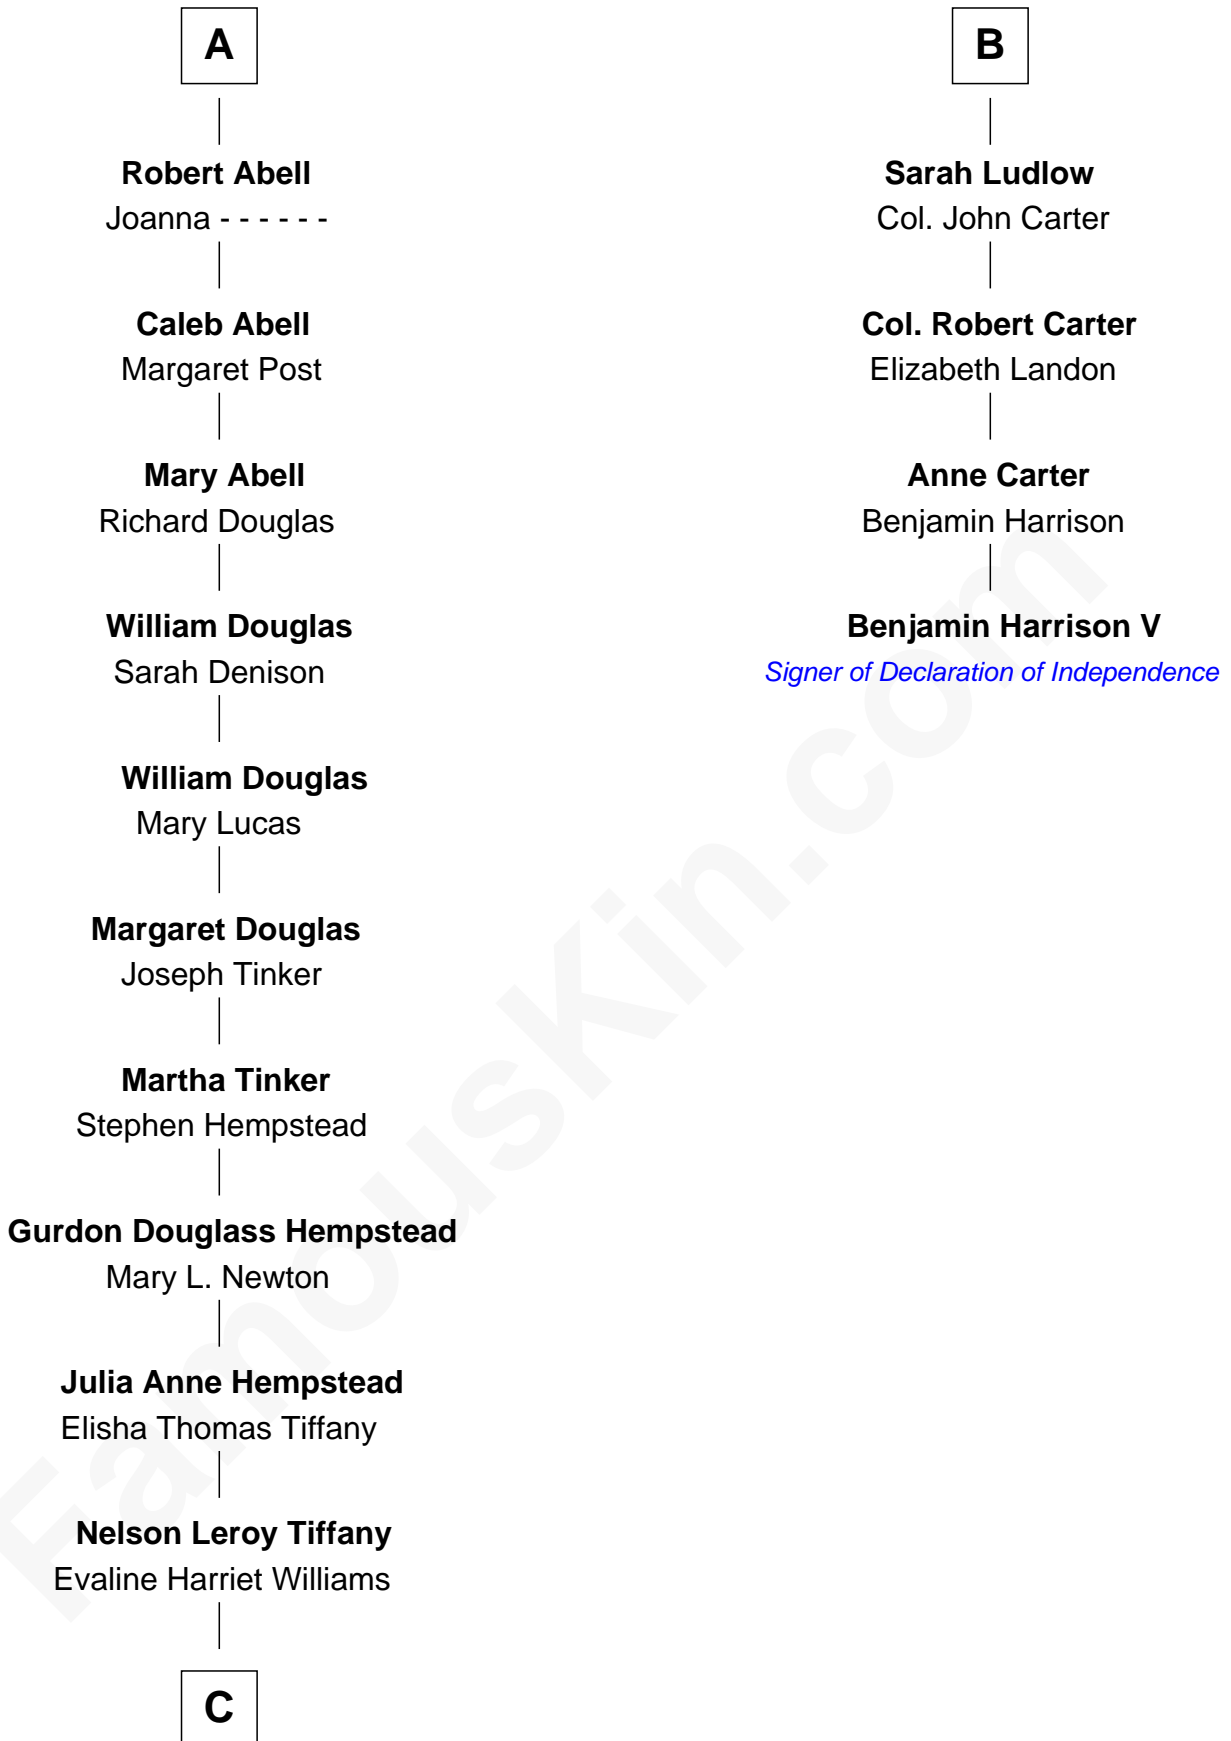 A
Robert Abell
Joanna - - - - - -
Caleb Abell
Margaret Post
Mary Abell
Richard Douglas
William Douglas
Sarah Denison
William Douglas
Mary Lucas
Margaret Douglas
Joseph Tinker
Martha Tinker
Stephen Hempstead
Gurdon Douglass Hempstead
Mary L. Newton
Julia Anne Hempstead
Elisha Thomas Tiffany
Nelson Leroy Tiffany
Evaline Harriet Williams
C
B
Sarah Ludlow
Col. John Carter
Col. Robert Carter
Elizabeth Landon
Anne Carter
Benjamin Harrison
Benjamin Harrison V
Signer of Declaration of Independence
FamousKin.com